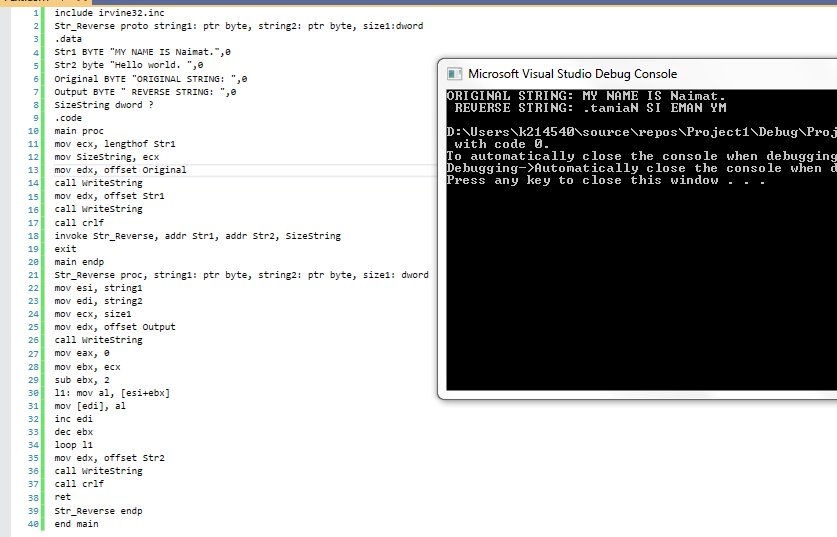 1 include irvine32.inc
2 Str_Reverse proto string1: ptr byte, string2: ptr byte, size1:dword
3 .data
4 Str1 BYTE "MY NAME IS Naimat.",0
5 Str2 byte "Hello world. ",0
6 Original BYTE "ORIGINAL STRING: ",0
7 Output BYTE " REVERSE STRING: ",0
8 SizeString dword ?
9 .code
10 main proc
11 mov ecx, lengthof Str1
12 mov SizeString, ecx
13 mov edx, offset Original
14 call WriteString
15 mov edx, offset Str1
16 call WriteString
17 call crlf
18 invoke Str_Reverse, addr Str1, addr Str2, SizeString
19 exit
20 main endp
21 Str_Reverse proc, string1: ptr byte, string2: ptr byte, size1: dword
22 mov esi, string1
23 mov edi, string2
24 mov ecx, size1
25 mov edx, offset Output
26 call WriteString
27 mov eax, 0
28 mov ebx, ecx
29 sub ebx, 2
30 l1: mov al, [esi+ebx]
31 mov [edi], al
32 inc edi
33 dec ebx
34 loop l1
35 mov edx, offset Str2
36 call WriteString
37 call crlf
38 ret
39 Str_Reverse endp
40 end main
Microsoft Visual Studio Debug Console
ORIGINAL STRING: MY NAME IS Naimat.
REVERSE STRING: .tamiaN SI EMAN YM
D:\Users\k214540\source\repos\Project1\Debug\Proj
with code 0.
To automatically close the console when debugging
Debugging->Automatically close the console when d
Press any key to close this window . . .